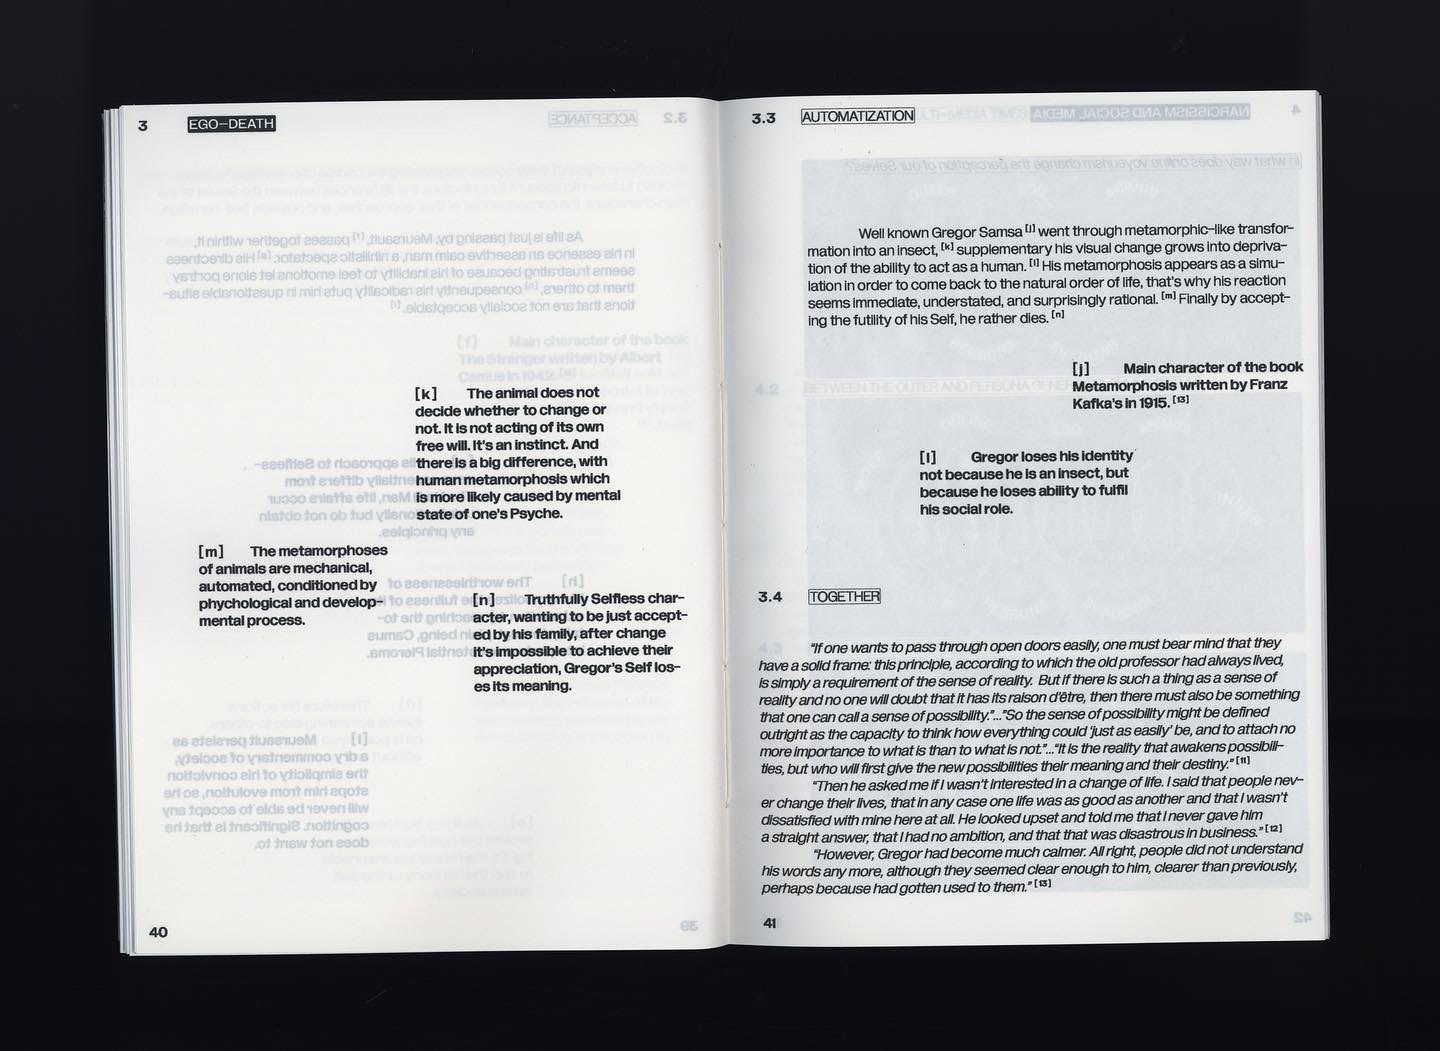 3 EGO—DEATH
[k] The animal does not
decide whether to change or
not. It is not acting of its own
free will. It's an instinct. And
there is a big difference, with
human metamorphosis which
is more likely caused by mental
state of one's Psyche.
[m] The metamorphoses
of animals are mechanical,
automated, conditioned by
phychological and develop-
mental process.
[n] Truthfully Selfless char-
acter, wanting to be just accept-
ed by his family, after change
it's impossible to achieve their
appreciation, Gregor's Self los-
es its meaning.
40
3.3 AUTOMATIZATION
Well known Gregor Samsa [j] went through metamorphic-like transfor-
mation into an insect, [k] supplementary his visual change grows into depriva-
tion of the ability to act as a human. [l] His metamorphosis appears as a simu-
lation in order to come back to the natural order of life, that's why his reaction
seems immediate, understated, and surprisingly rational. [m] Finally by accept-
ing the futility of his Self, he rather dies. [n]
[j] Main character of the book
Metamorphosis written by Franz
Kafka's in 1915. [13]
[l] Gregor loses his identity
not because he is an insect, but
because he loses ability to fulfil
his social role.
3.4 TOGETHER
"If one wants to pass through open doors easily, one must bear mind that they
have a solid frame: this principle, according to which the old professor had always lived,
is simply a requirement of the sense of reality. But if there is such a thing as a sense of
reality and no one will doubt that it has its raison d'être, then there must also be something
that one can call a sense of possibility."..."So the sense of possibility might be defined
outright as the capacity to think how everything could 'just as easily' be, and to attach no
more importance to what is than to what is not."..."It is the reality that awakens possibili-
ties, but who will first give the new possibilities their meaning and their destiny." [11]
"Then he asked me if I wasn't interested in a change of life. I said that people nev-
er change their lives, that in any case one life was as good as another and that I wasn't
dissatisfied with mine here at all. He looked upset and told me that I never gave him
a straight answer, that I had no ambition, and that that was disastrous in business." [12]
"However, Gregor had become much calmer. All right, people did not understand
his words any more, although they seemed clear enough to him, clearer than previously,
perhaps because had gotten used to them." [13]
41